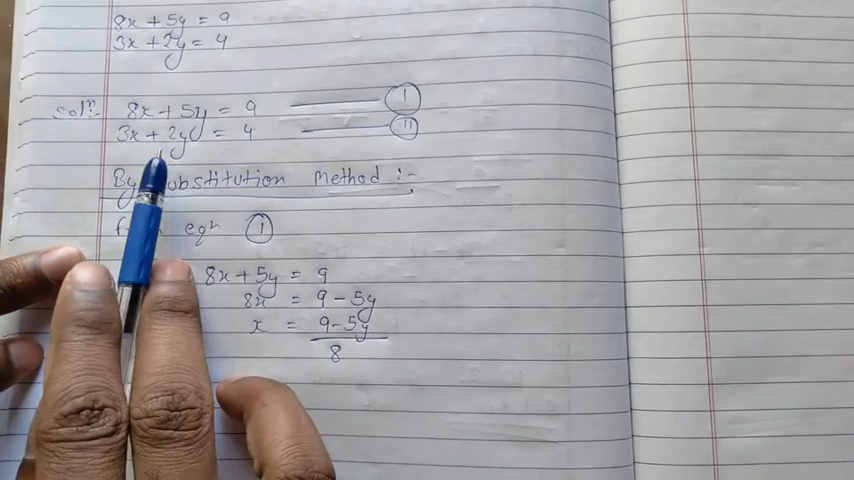 8x + 5y = 9
3x + 2y = 4
solⁿ:- 8x + 5y = 9 ——— (I)
3x + 2y = 4 ——— (II)
By substitution Method :-
eqⁿ (i)
8x + 5y = 9
8x = 9 - 5y
x = 9 - 5y
8